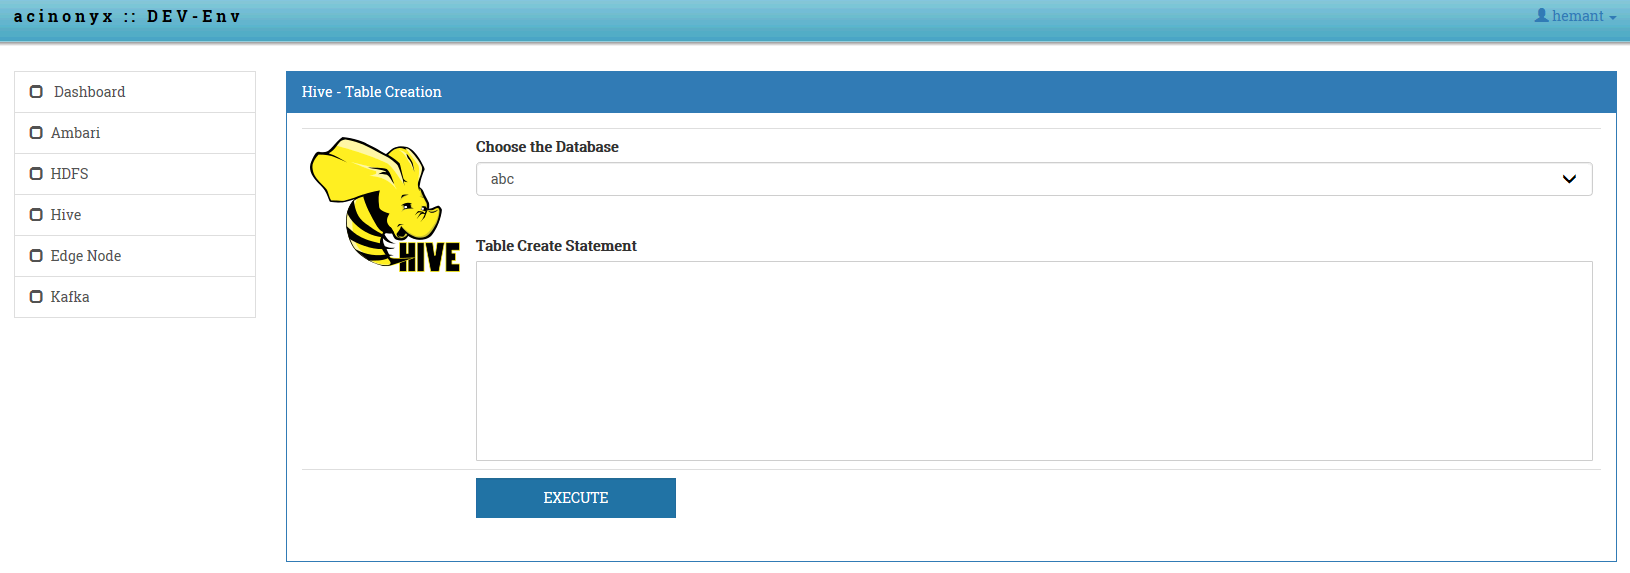 acinonyx :: DEV-Env
hemant
Dashboard
Ambari
HDFS
Hive
Edge Node
Kafka
Hive - Table Creation
HIVE
Choose the Database
abc
Table Create Statement
EXECUTE